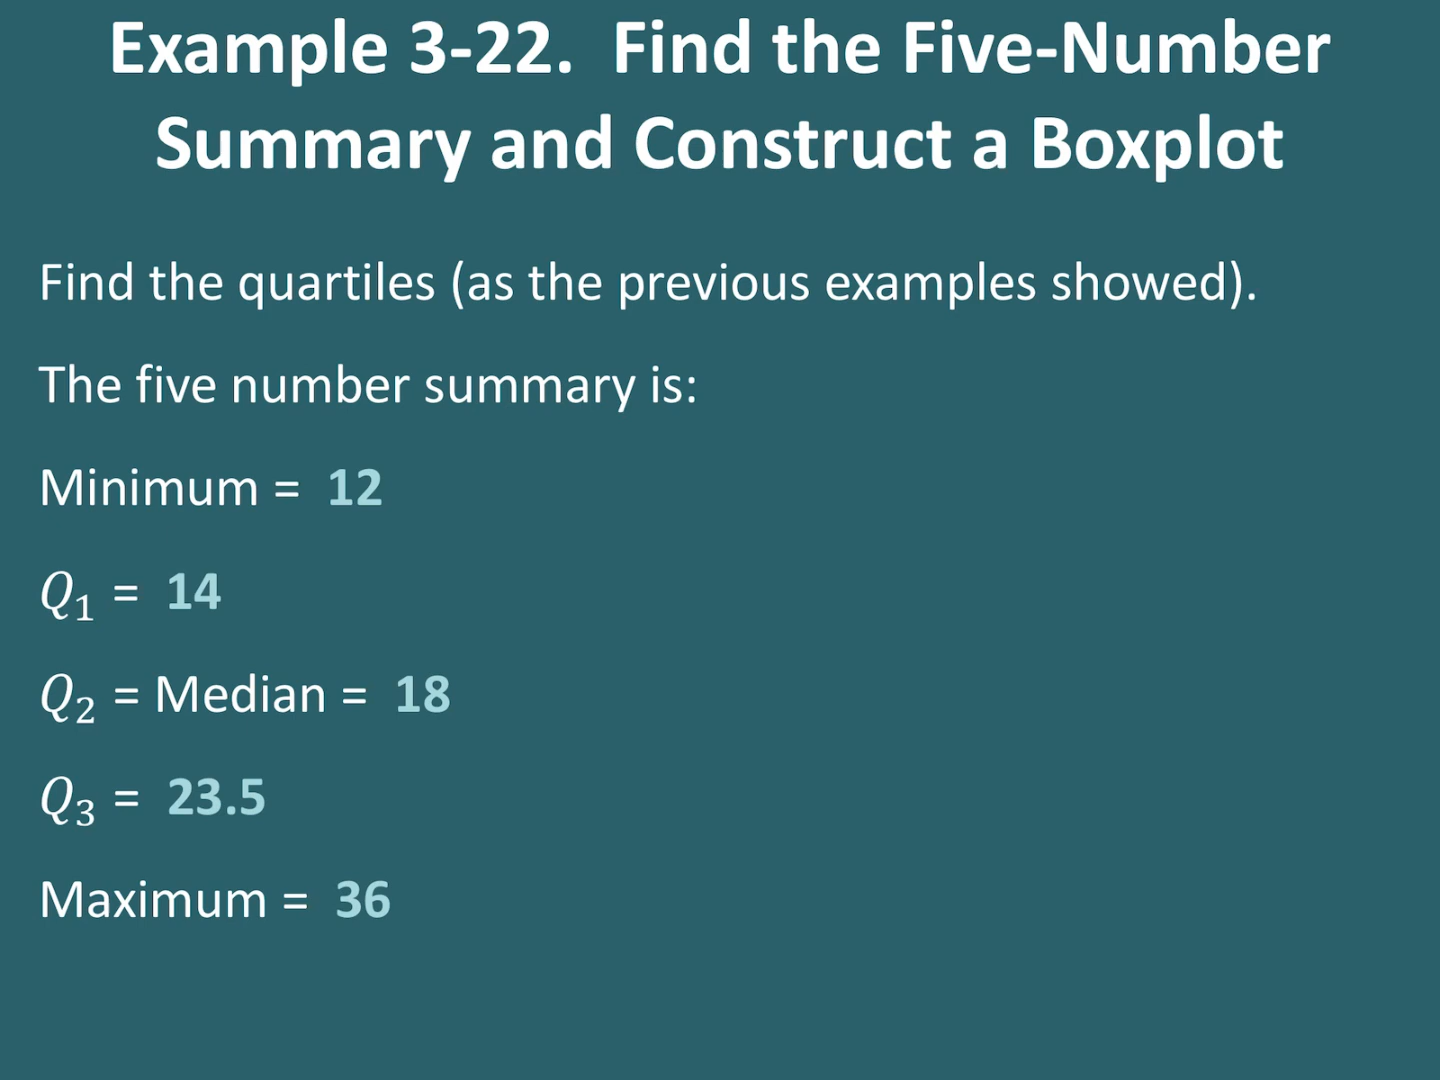 Example 3-22.  Find the Five-Number
Summary and Construct a Boxplot
Find the quartiles (as the previous examples showed).
The five number summary is:
Minimum =  12
Q₁ =  14
Q₂ = Median =  18
Q₃ =  23.5
Maximum =  36